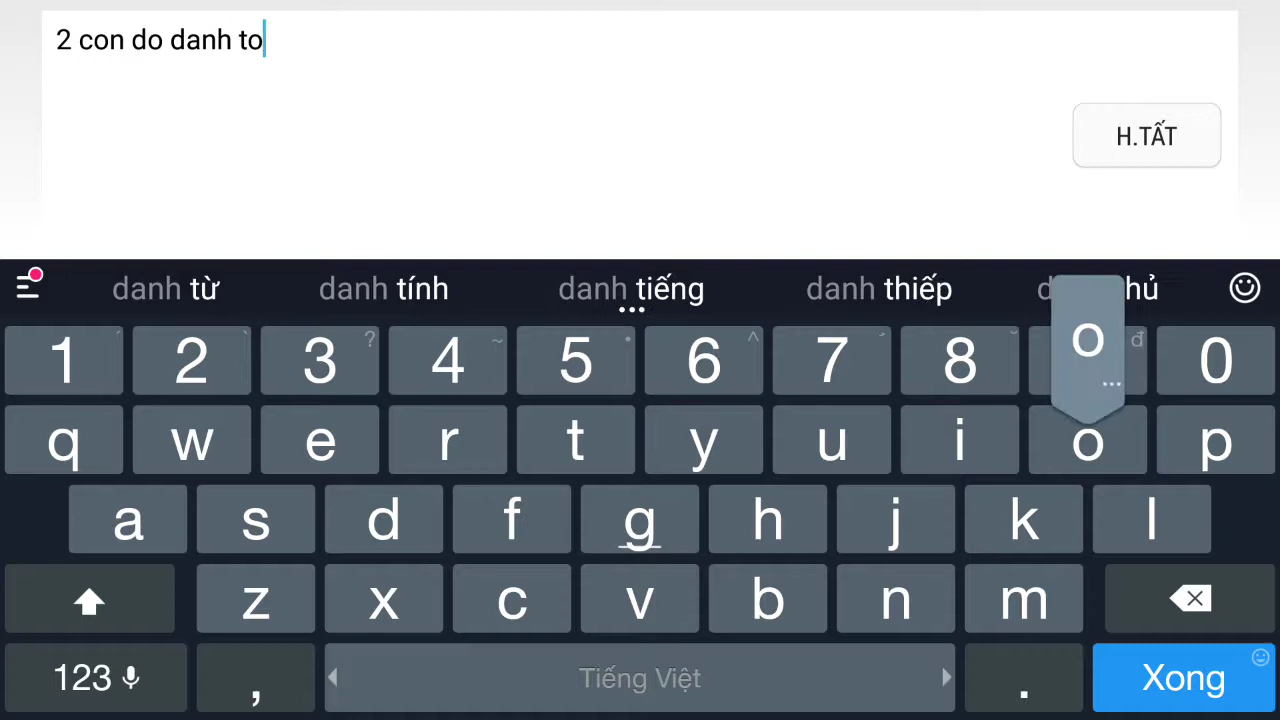 2 con do danh to
H.TẤT
danh từ danh tính danh tiếng danh thiếp
1 2 3 ? 4 ~ 5 6 ^ 7 8 đ 0
o
q w e r t y u i o p
a s d f g h j k l
z x c v b n m
123 , Tiếng Việt . Xong